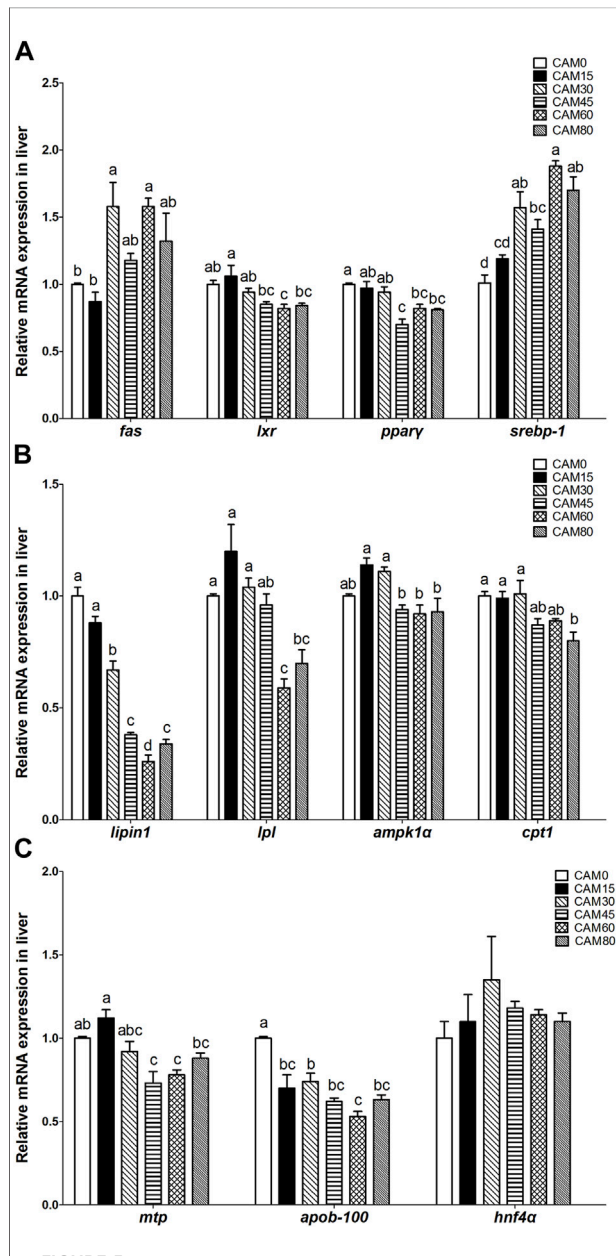 A
CAM0
CAM15
CAM30
CAM45
CAM60
CAM80
Relative mRNA expression in liver
2.5
2.0
1.5
1.0
0.5
0.0
b b a ab a ab
ab a ab bc c bc
a ab ab c bc bc
d cd ab bc a ab
fas lxr pparγ srebp-1
B
CAM0
CAM15
CAM30
CAM45
CAM60
CAM80
Relative mRNA expression in liver
1.5
1.0
0.5
0.0
a a b c d c
a a a ab c bc
ab a a b b b
a a a ab ab b
lipin1 lpl ampk1α cpt1
C
CAM0
CAM15
CAM30
CAM45
CAM60
CAM80
Relative mRNA expression in liver
2.0
1.5
1.0
0.5
0.0
ab a abc c c bc
a bc b bc c bc
mtp apob-100 hnf4α